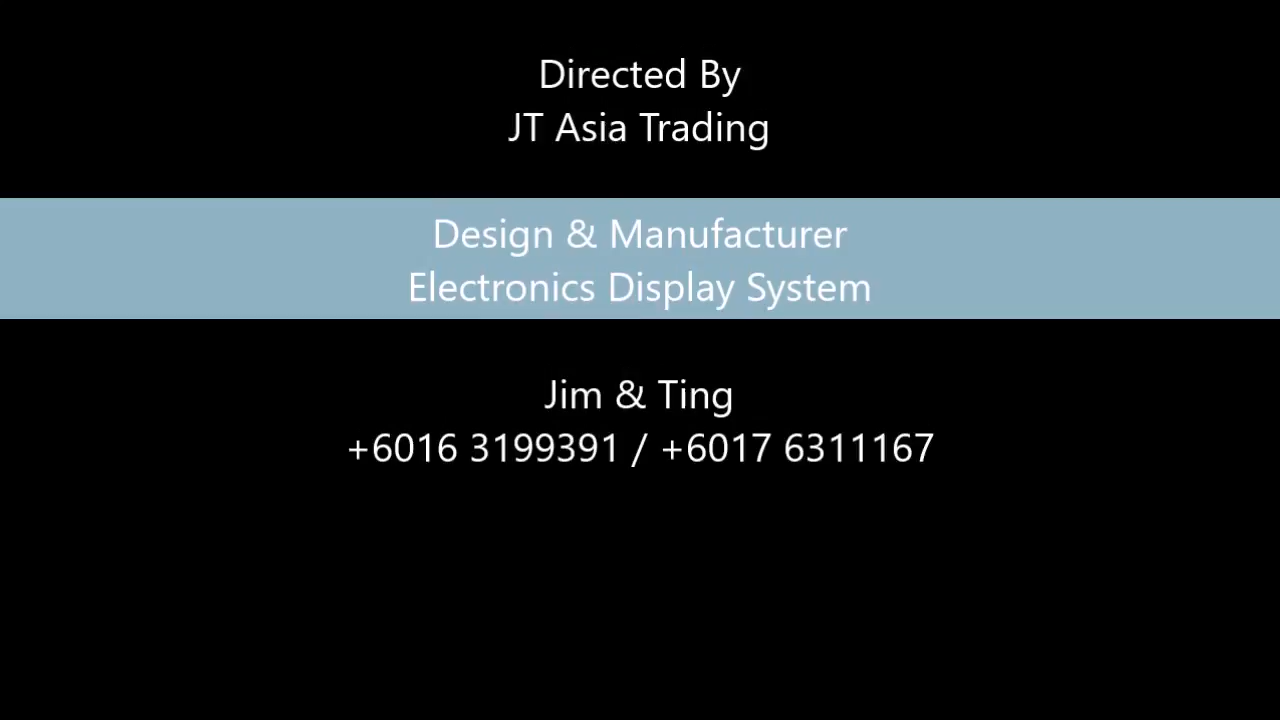 Directed By
JT Asia Trading
Design & Manufacturer
Electronics Display System
Jim & Ting
+6016 3199391 / +6017 6311167